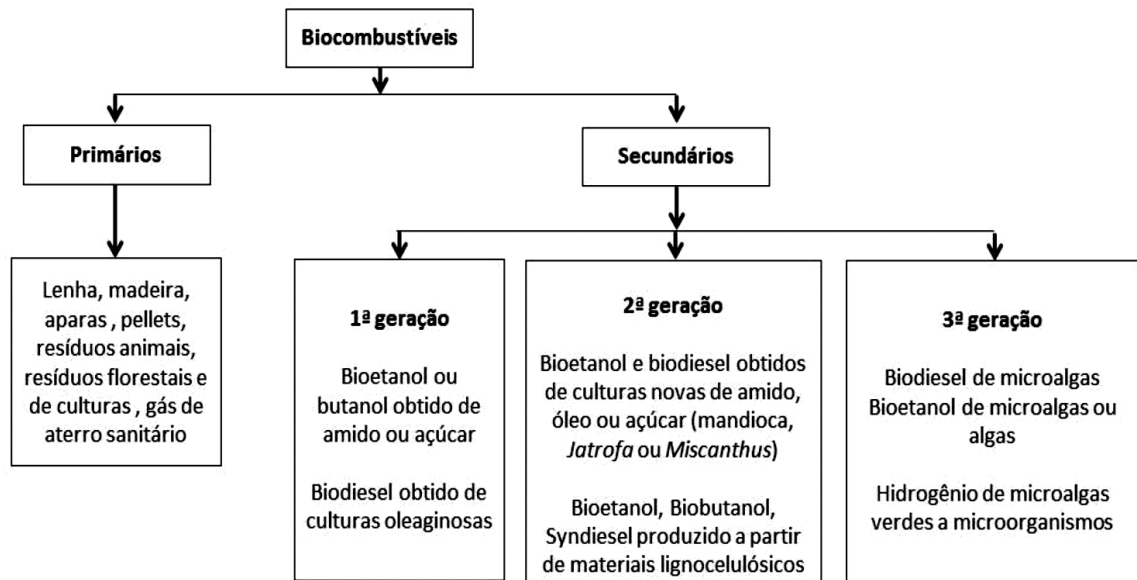 Biocombustíveis
Primários
Secundários
Lenha, madeira,
aparas , pellets,
resíduos animais,
resíduos florestais e
de culturas , gás de
aterro sanitário
1ª geração
Bioetanol ou
butanol obtido de
amido ou açúcar
Biodiesel obtido de
culturas oleaginosas
2ª geração
Bioetanol e biodiesel obtidos
de culturas novas de amido,
óleo ou açúcar (mandioca,
Jatrofa ou Miscanthus)
Bioetanol, Biobutanol,
Syndiesel produzido a partir
de materiais lignocelulósicos
3ª geração
Biodiesel de microalgas
Bioetanol de microalgas ou
algas
Hidrogênio de microalgas
verdes a microorganismos